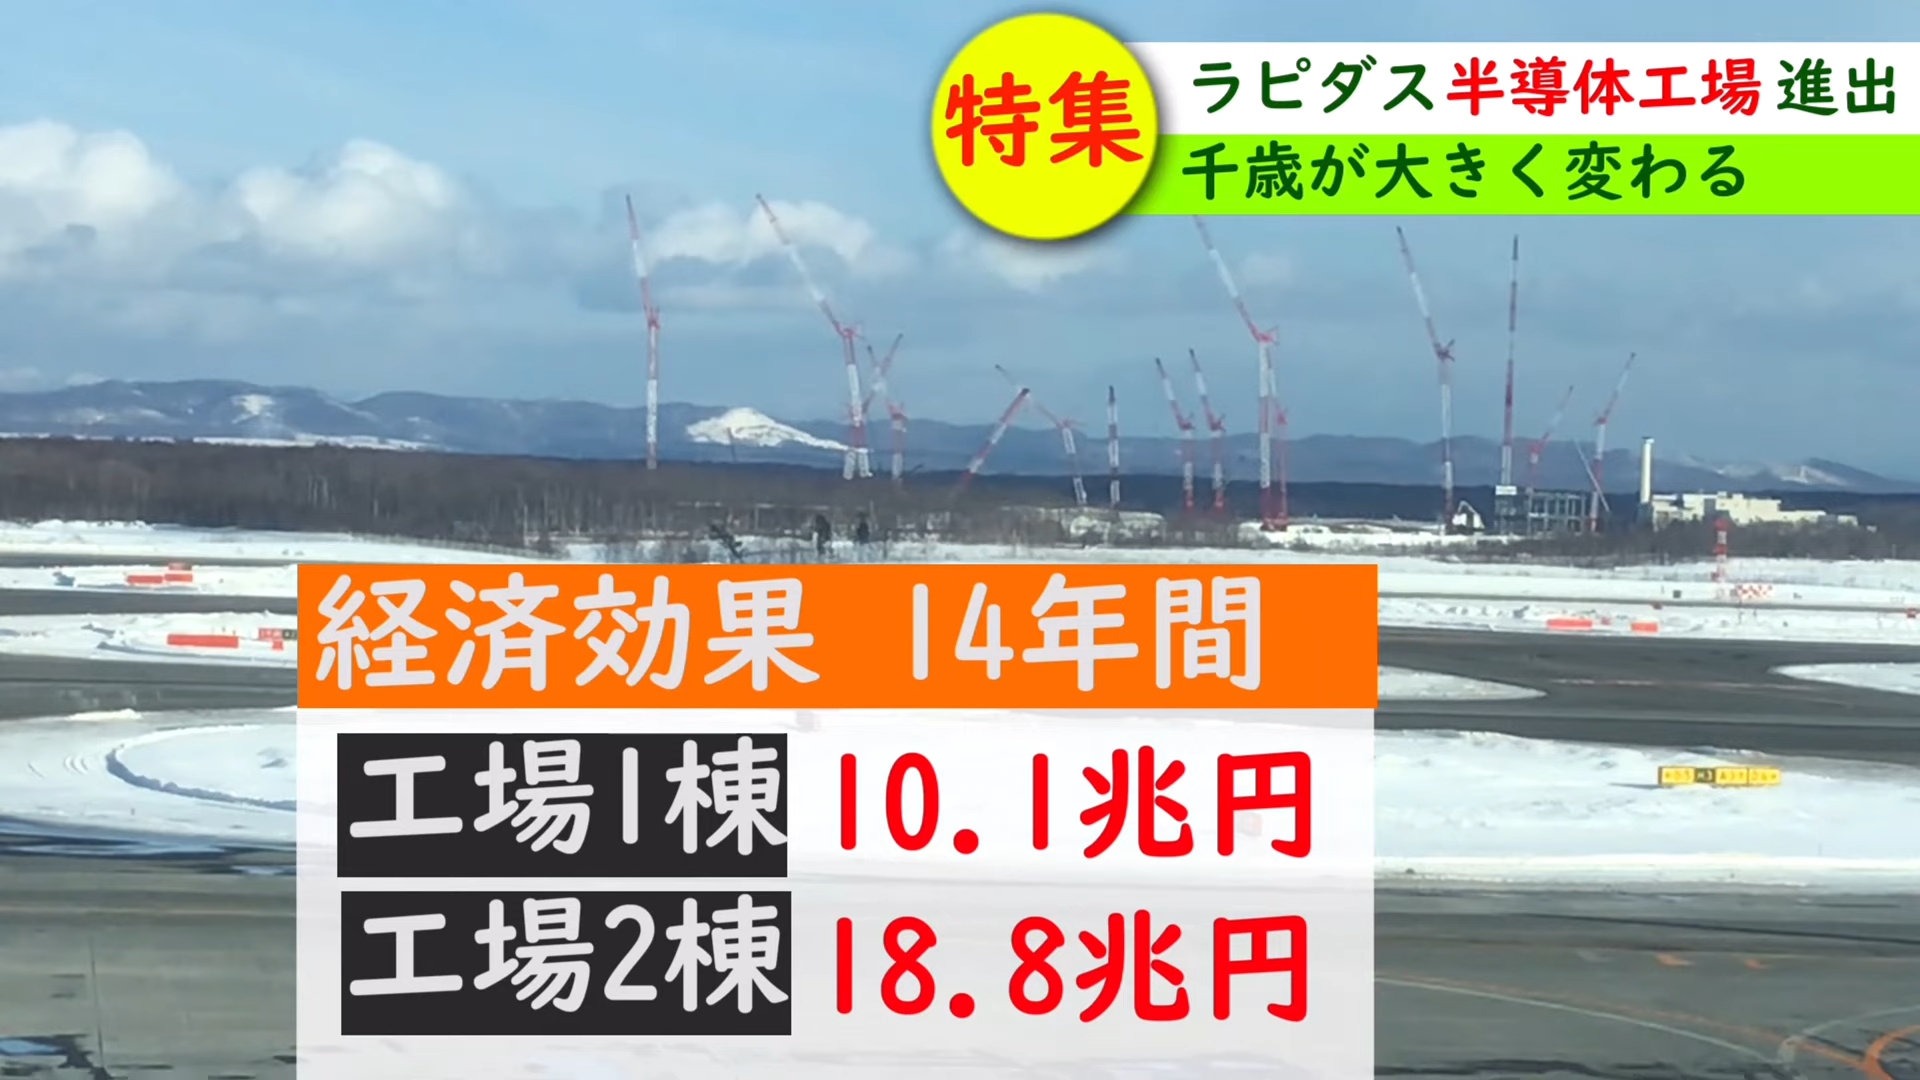 特集
ラピダス半導体工場進出
千歳が大きく変わる
経済効果 14年間
工場1棟 10.1兆円
工場2棟 18.8兆円